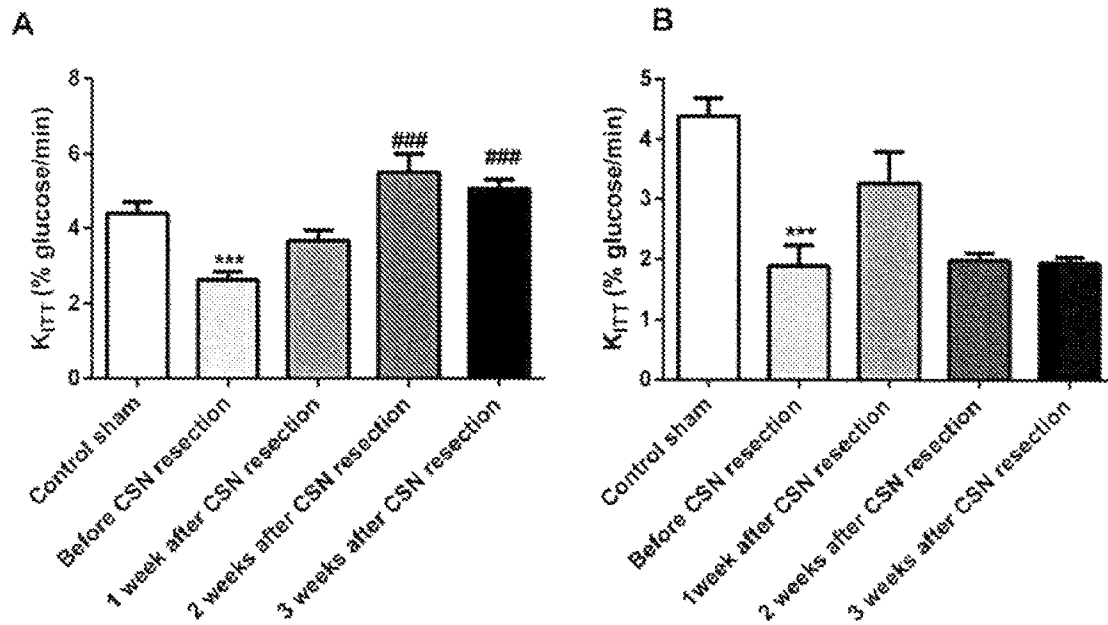 A
K_ITT (% glucose/min)
8
6
4
2
0
***
###
###
Control sham
Before CSN resection
1 week after CSN resection
2 weeks after CSN resection
3 weeks after CSN resection
B
K_ITT (% glucose/min)
5
4
3
2
1
0
***
Control sham
Before CSN resection
1week after CSN resection
2 weeks after CSN resection
3 weeks after CSN resection